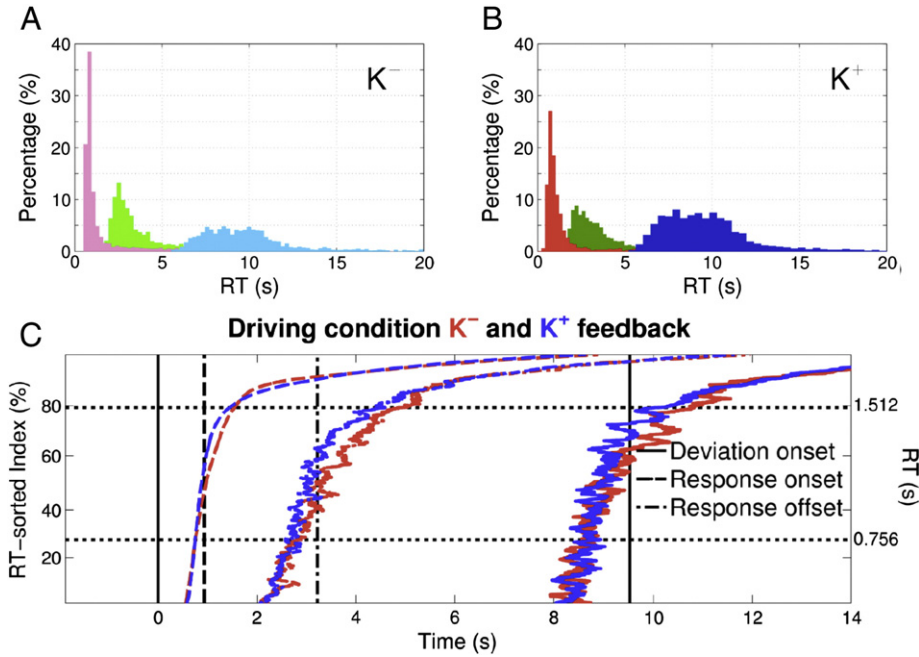 A
B
40
30
20
10
0
Percentage (%)
K−
0
5
10
15
20
RT (s)
40
30
20
10
0
Percentage (%)
K+
0
5
10
15
20
RT (s)
C
Driving condition K− and K+ feedback
RT−sorted Index (%)
80
60
40
20
1.512
0.756
RT (s)
Deviation onset
Response onset
Response offset
0
2
4
6
8
10
12
14
Time (s)